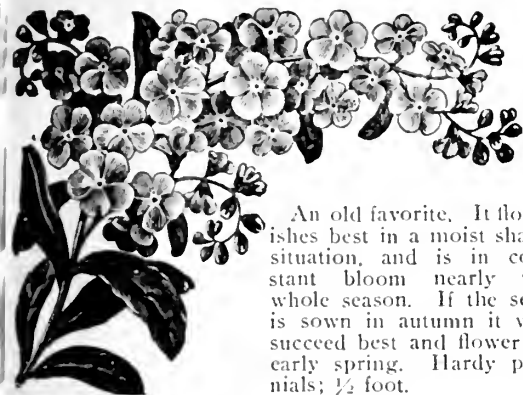 An old favorite. It flo
ishes best in a moist sha
situation, and is in co
stant bloom nearly
whole season. If the se
is sown in autumn it w
succeed best and flower
early spring. Hardy p
nials; ½ foot.